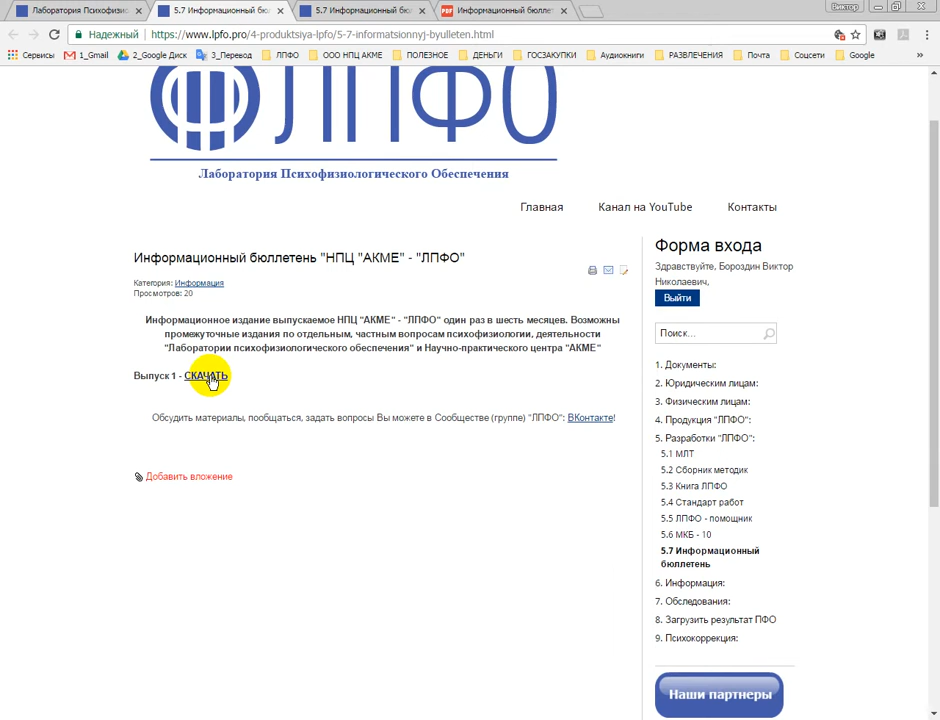 Лаборатория Психофизио
5.7 Информационный бю
5.7 Информационный бю
PDF Информационный бюллет
Виктор
Надежный
https://www.lpfo.pro/4-produktsiya-lpfo/5-7-informatsionnyj-byulleten.html
Сервисы 1_Gmail 2_Google Диск 3_Перевод ЛПФО ООО НПЦ АКМЕ ПОЛЕЗНОЕ ДЕНЬГИ ГОСЗАКУПКИ Аудиокниги РАЗВЛЕЧЕНИЯ Почта Соцсети Google »
ЛПФО
Лаборатория Психофизиологического Обеспечения
Главная Канал на YouTube Контакты
Информационный бюллетень "НПЦ "АКМЕ" - "ЛПФО"
Категория: Информация
Просмотров: 20
Информационное издание выпускаемое НПЦ "АКМЕ" - "ЛПФО" один раз в шесть месяцев. Возможны
промежуточные издания по отдельным, частным вопросам психофизиологии, деятельности
"Лаборатории психофизиологического обеспечения" и Научно-практического центра "АКМЕ"
Выпуск 1 - СКАЧАТЬ
Обсудить материалы, пообщаться, задать вопросы Вы можете в Сообществе (группе) "ЛПФО": ВКонтакте!
Добавить вложение
Форма входа
Здравствуйте, Бороздин Виктор
Николаевич,
Выйти
Поиск...
1. Документы:
2. Юридическим лицам:
3. Физическим лицам:
4. Продукция "ЛПФО":
5. Разработки "ЛПФО":
5.1 МЛТ
5.2 Сборник методик
5.3 Книга ЛПФО
5.4 Стандарт работ
5.5 ЛПФО - помощник
5.6 МКБ - 10
5.7 Информационный
бюллетень
6. Информация:
7. Обследования:
8. Загрузить результат ПФО
9. Психокоррекция:
Наши партнеры